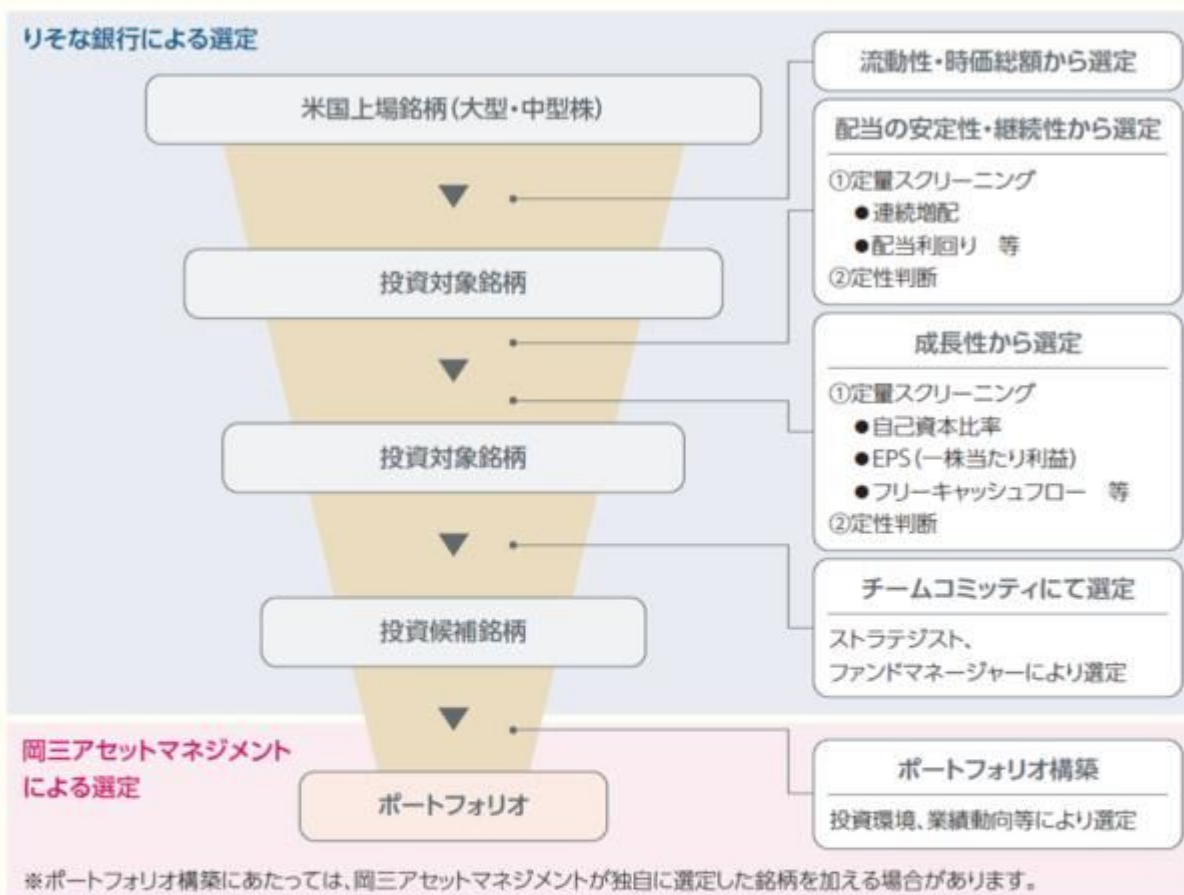 りそな銀行による選定
米国上場銘柄(大型・中型株)
流動性・時価総額から選定
投資対象銘柄
配当の安定性・継続性から選定
①定量スクリーニング
●連続増配
●配当利回り 等
②定性判断
投資対象銘柄
成長性から選定
①定量スクリーニング
●自己資本比率
●EPS(一株当たり利益)
●フリーキャッシュフロー 等
②定性判断
投資候補銘柄
チームコミッティにて選定
ストラテジスト、
ファンドマネージャーにより選定
岡三アセットマネジメント
による選定
ポートフォリオ
ポートフォリオ構築
投資環境、業績動向等により選定
※ポートフォリオ構築にあたっては、岡三アセットマネジメントが独自に選定した銘柄を加える場合があります。